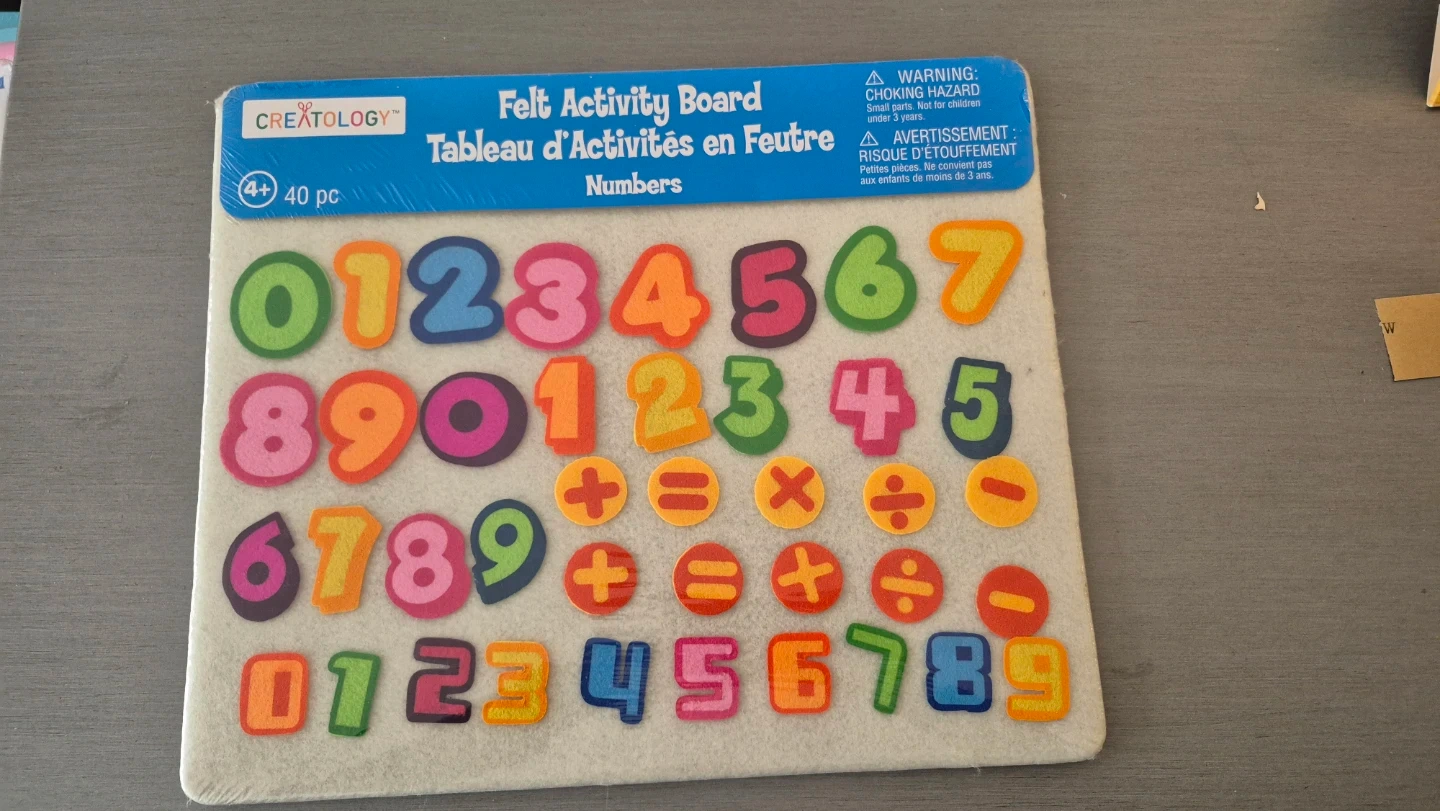 CREATOLOGY™
Felt Activity Board
Tableau d'Activités en Feutre
Numbers
4+ 40 pc
⚠ WARNING:
CHOKING HAZARD
Small parts. Not for children
under 3 years.
⚠ AVERTISSEMENT :
RISQUE D'ÉTOUFFEMENT
Petites pièces. Ne convient pas
aux enfants de moins de 3 ans.
0 1 2 3 4 5 6 7
8 9 0 1 2 3 4 5
+ = × ÷ -
6 7 8 9
+ = × ÷ -
0 1 2 3 4 5 6 7 8 9
W